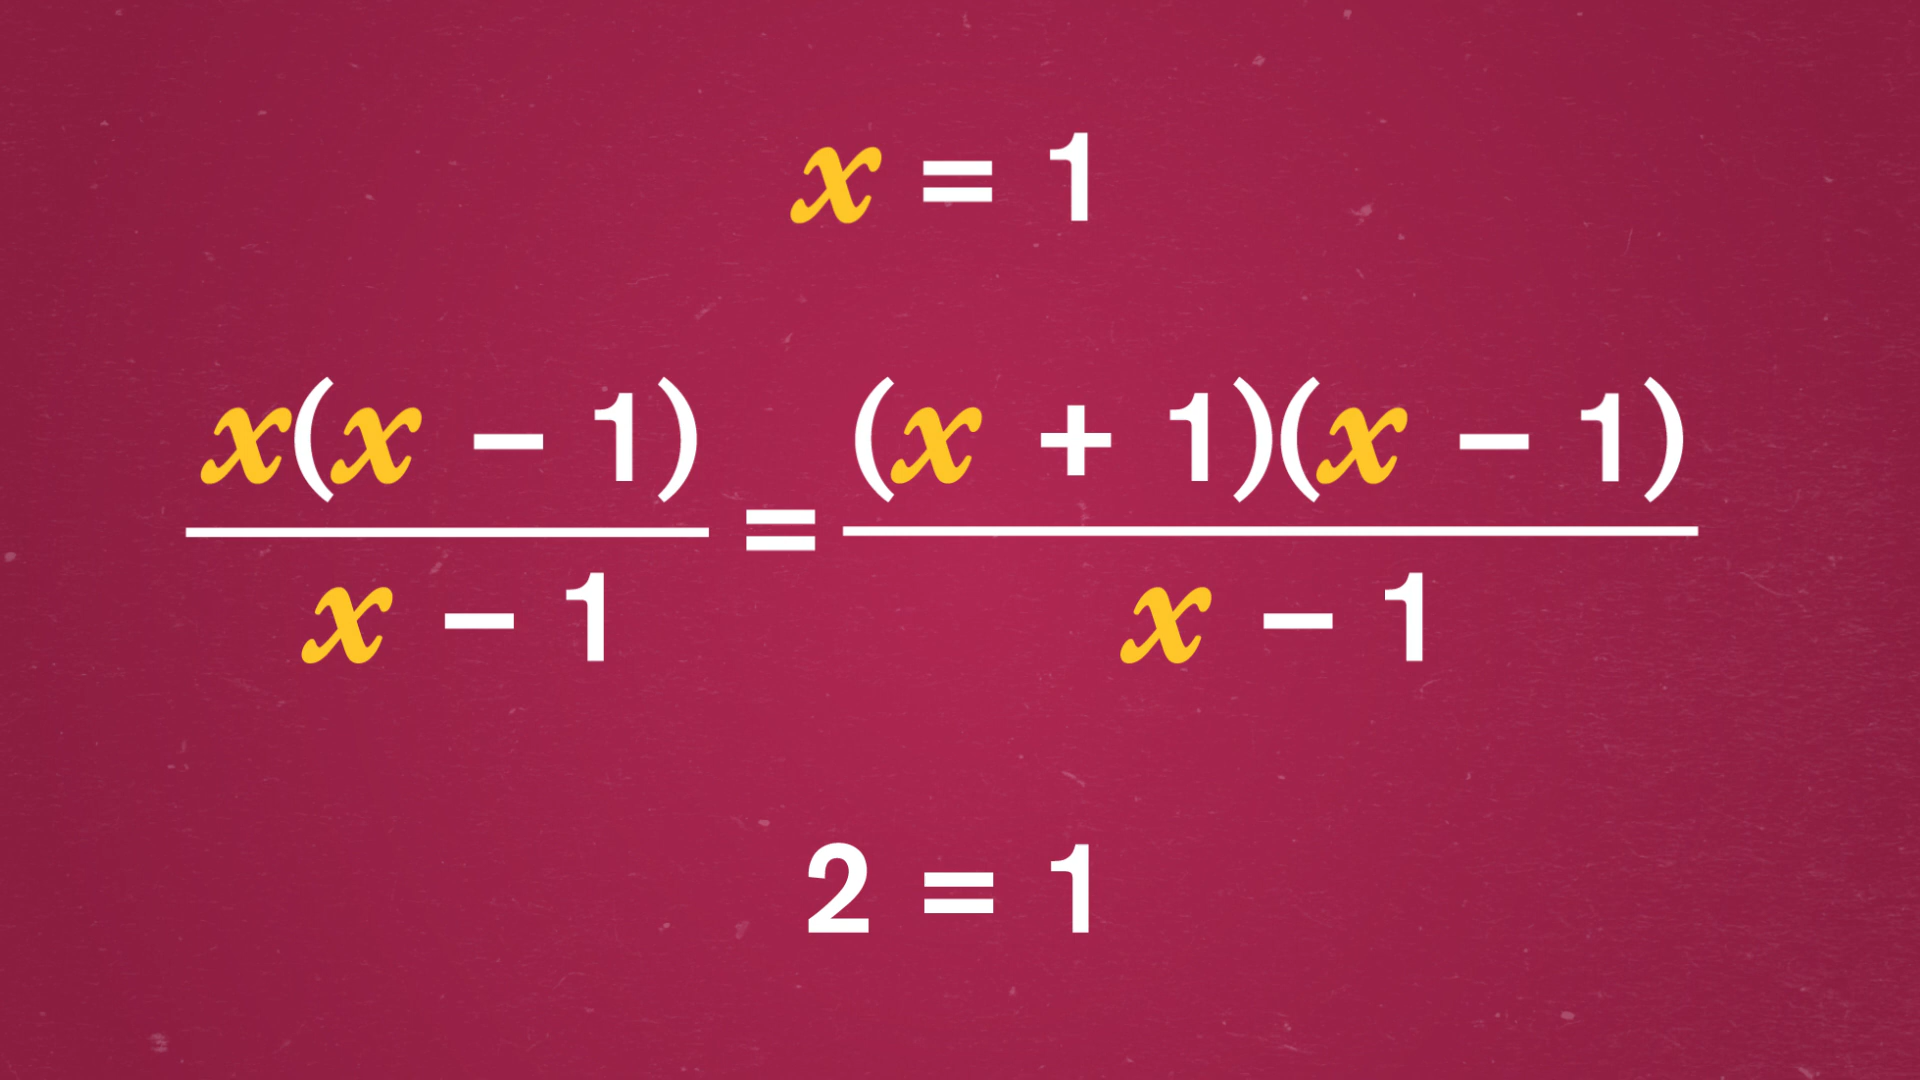 x = 1
x(x − 1) / x − 1 = (x + 1)(x − 1) / x − 1
2 = 1